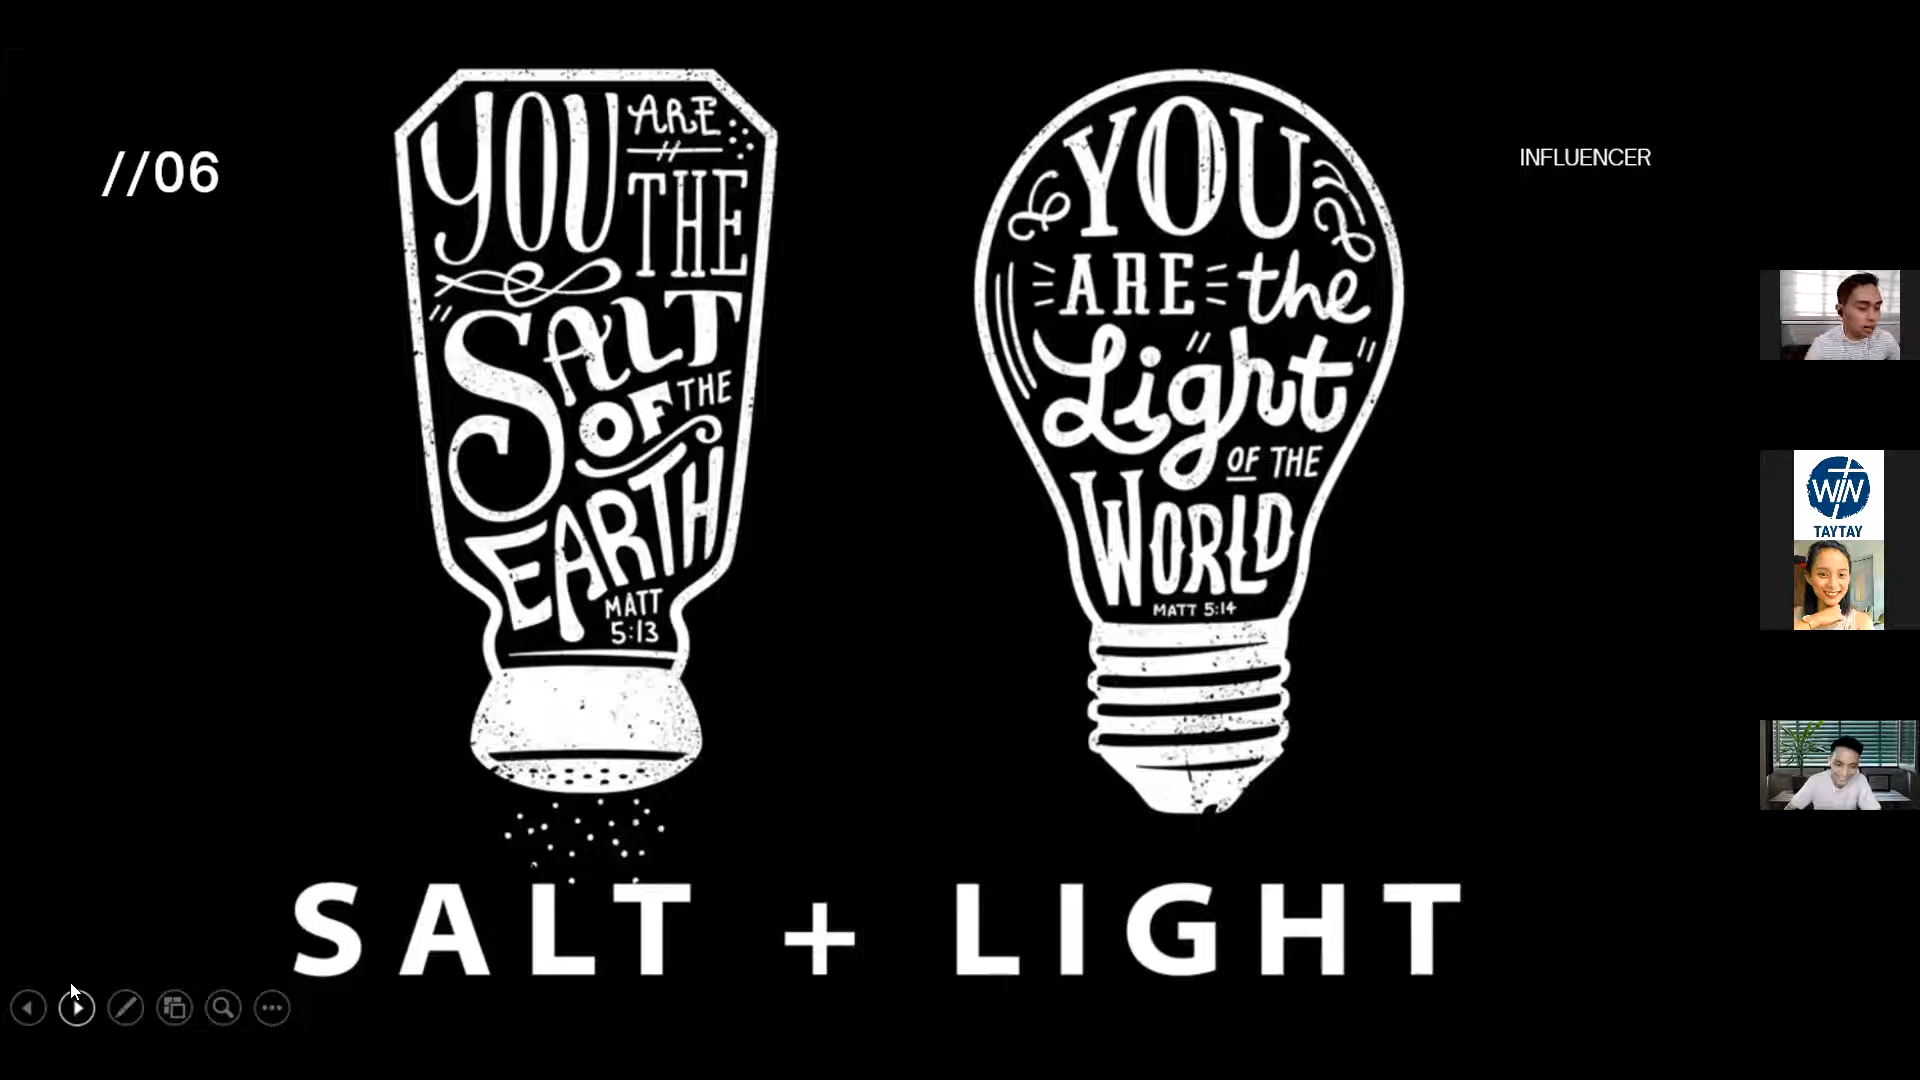 //06
INFLUENCER
YOU ARE
THE
"SALT
OF THE
EARTH
MATT
5:13
YOU
ARE the
"Light"
OF THE
WORLD
MATT 5:14
SALT + LIGHT
WIN
TAYTAY